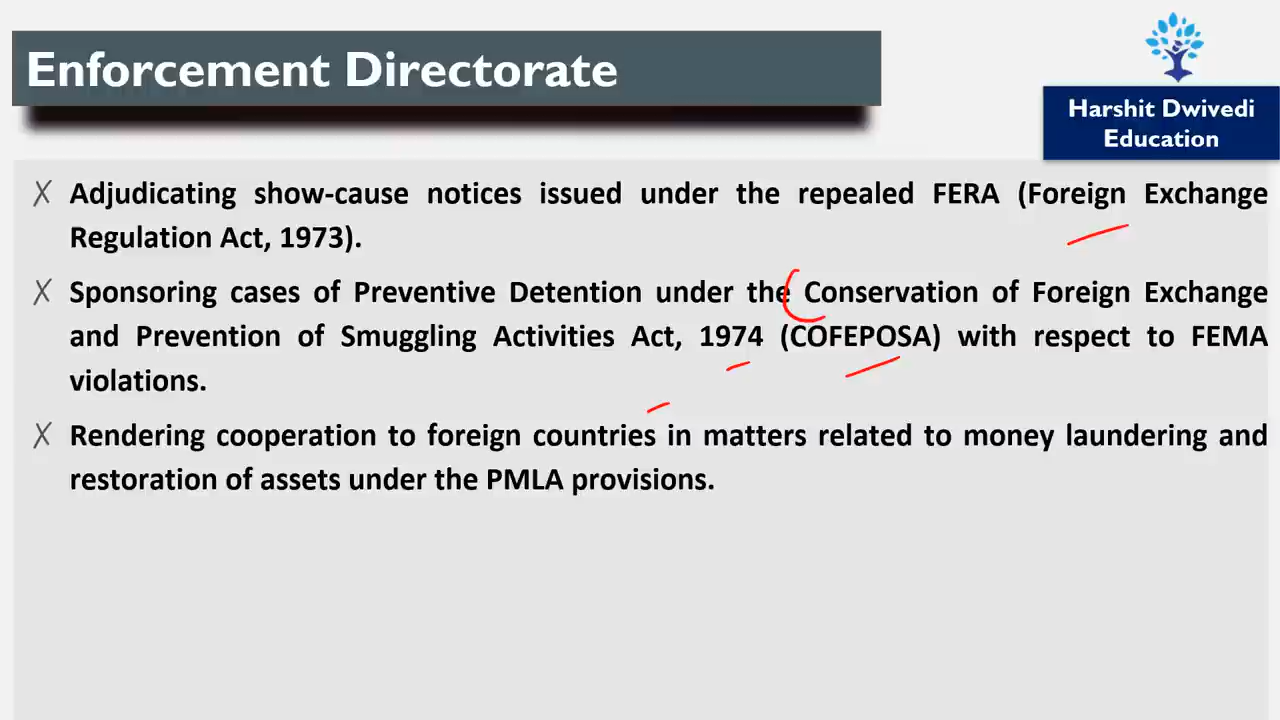 Enforcement Directorate
Harshit Dwivedi
Education
Adjudicating show-cause notices issued under the repealed FERA (Foreign Exchange
Regulation Act, 1973).
Sponsoring cases of Preventive Detention under the Conservation of Foreign Exchange
and Prevention of Smuggling Activities Act, 1974 (COFEPOSA) with respect to FEMA
violations.
Rendering cooperation to foreign countries in matters related to money laundering and
restoration of assets under the PMLA provisions.